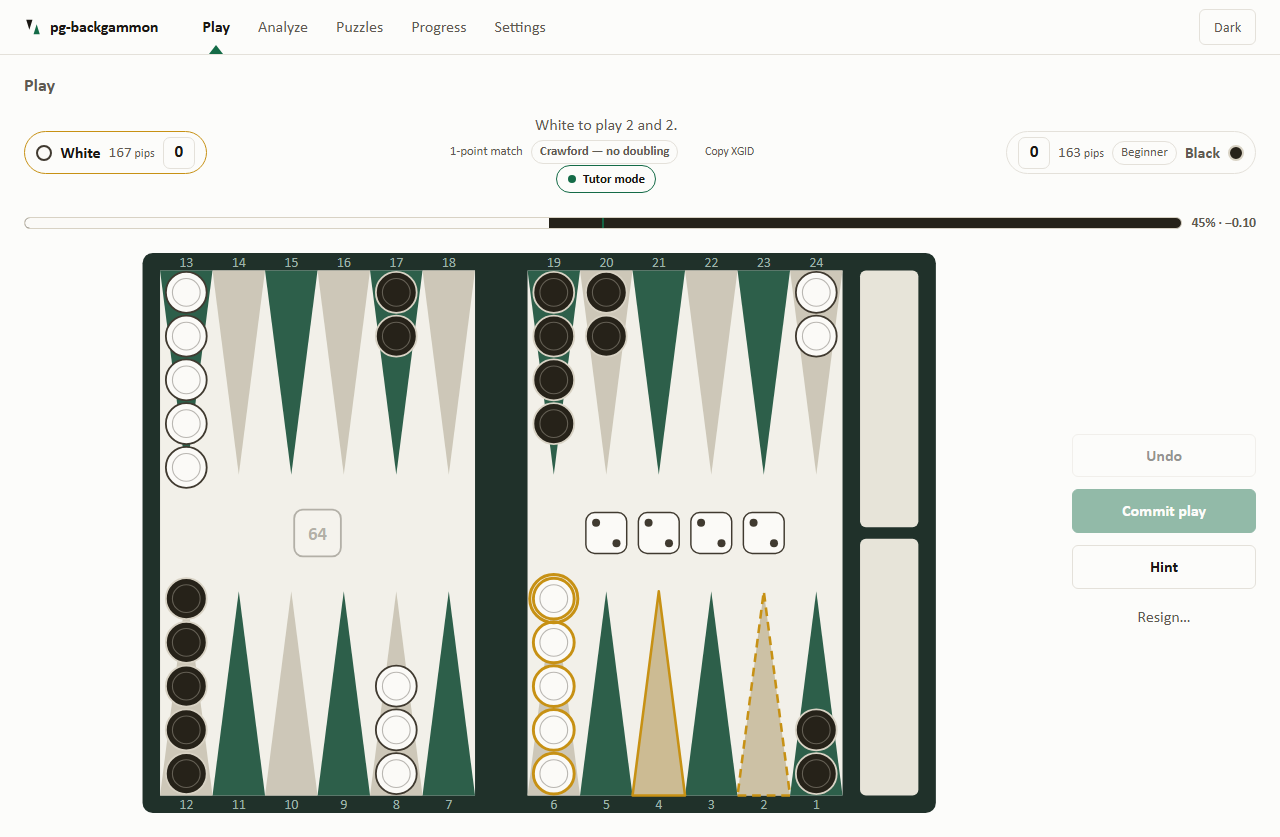 pg-backgammon Play Analyze Puzzles Progress Settings Dark
Play
White to play 2 and 2.
White 167 pips 0
1-point match Crawford — no doubling Copy XGID
0 163 pips Beginner Black
Tutor mode
45% · −0.10
13 14 15 16 17 18 19 20 21 22 23 24
64
Undo
Commit play
Hint
Resign...
12 11 10 9 8 7 6 5 4 3 2 1